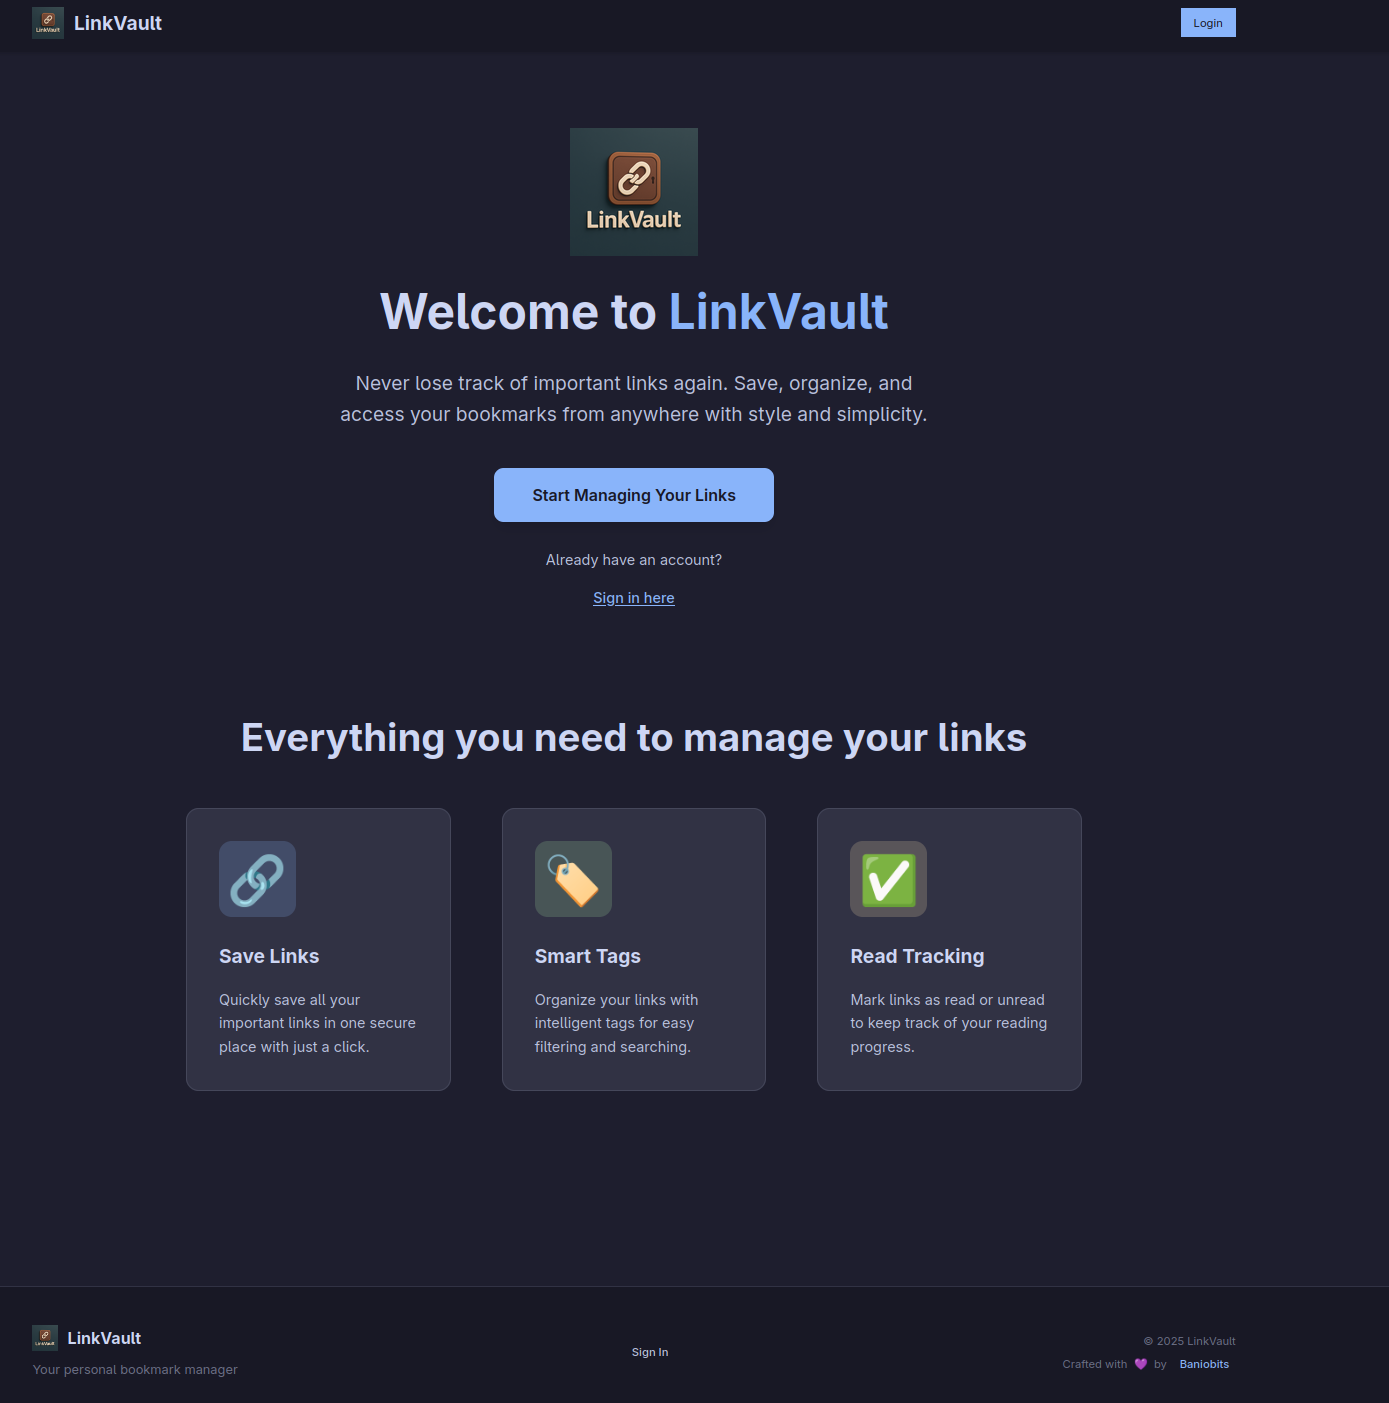 LinkVault
LinkVault
Login
LinkVault
Welcome to LinkVault
Never lose track of important links again. Save, organize, and
access your bookmarks from anywhere with style and simplicity.
Start Managing Your Links
Already have an account?
Sign in here
Everything you need to manage your links
Save Links
Quickly save all your
important links in one secure
place with just a click.
Smart Tags
Organize your links with
intelligent tags for easy
filtering and searching.
Read Tracking
Mark links as read or unread
to keep track of your reading
progress.
LinkVault
LinkVault
Your personal bookmark manager
Sign In
© 2025 LinkVault
Crafted with 💜 by Baniobits